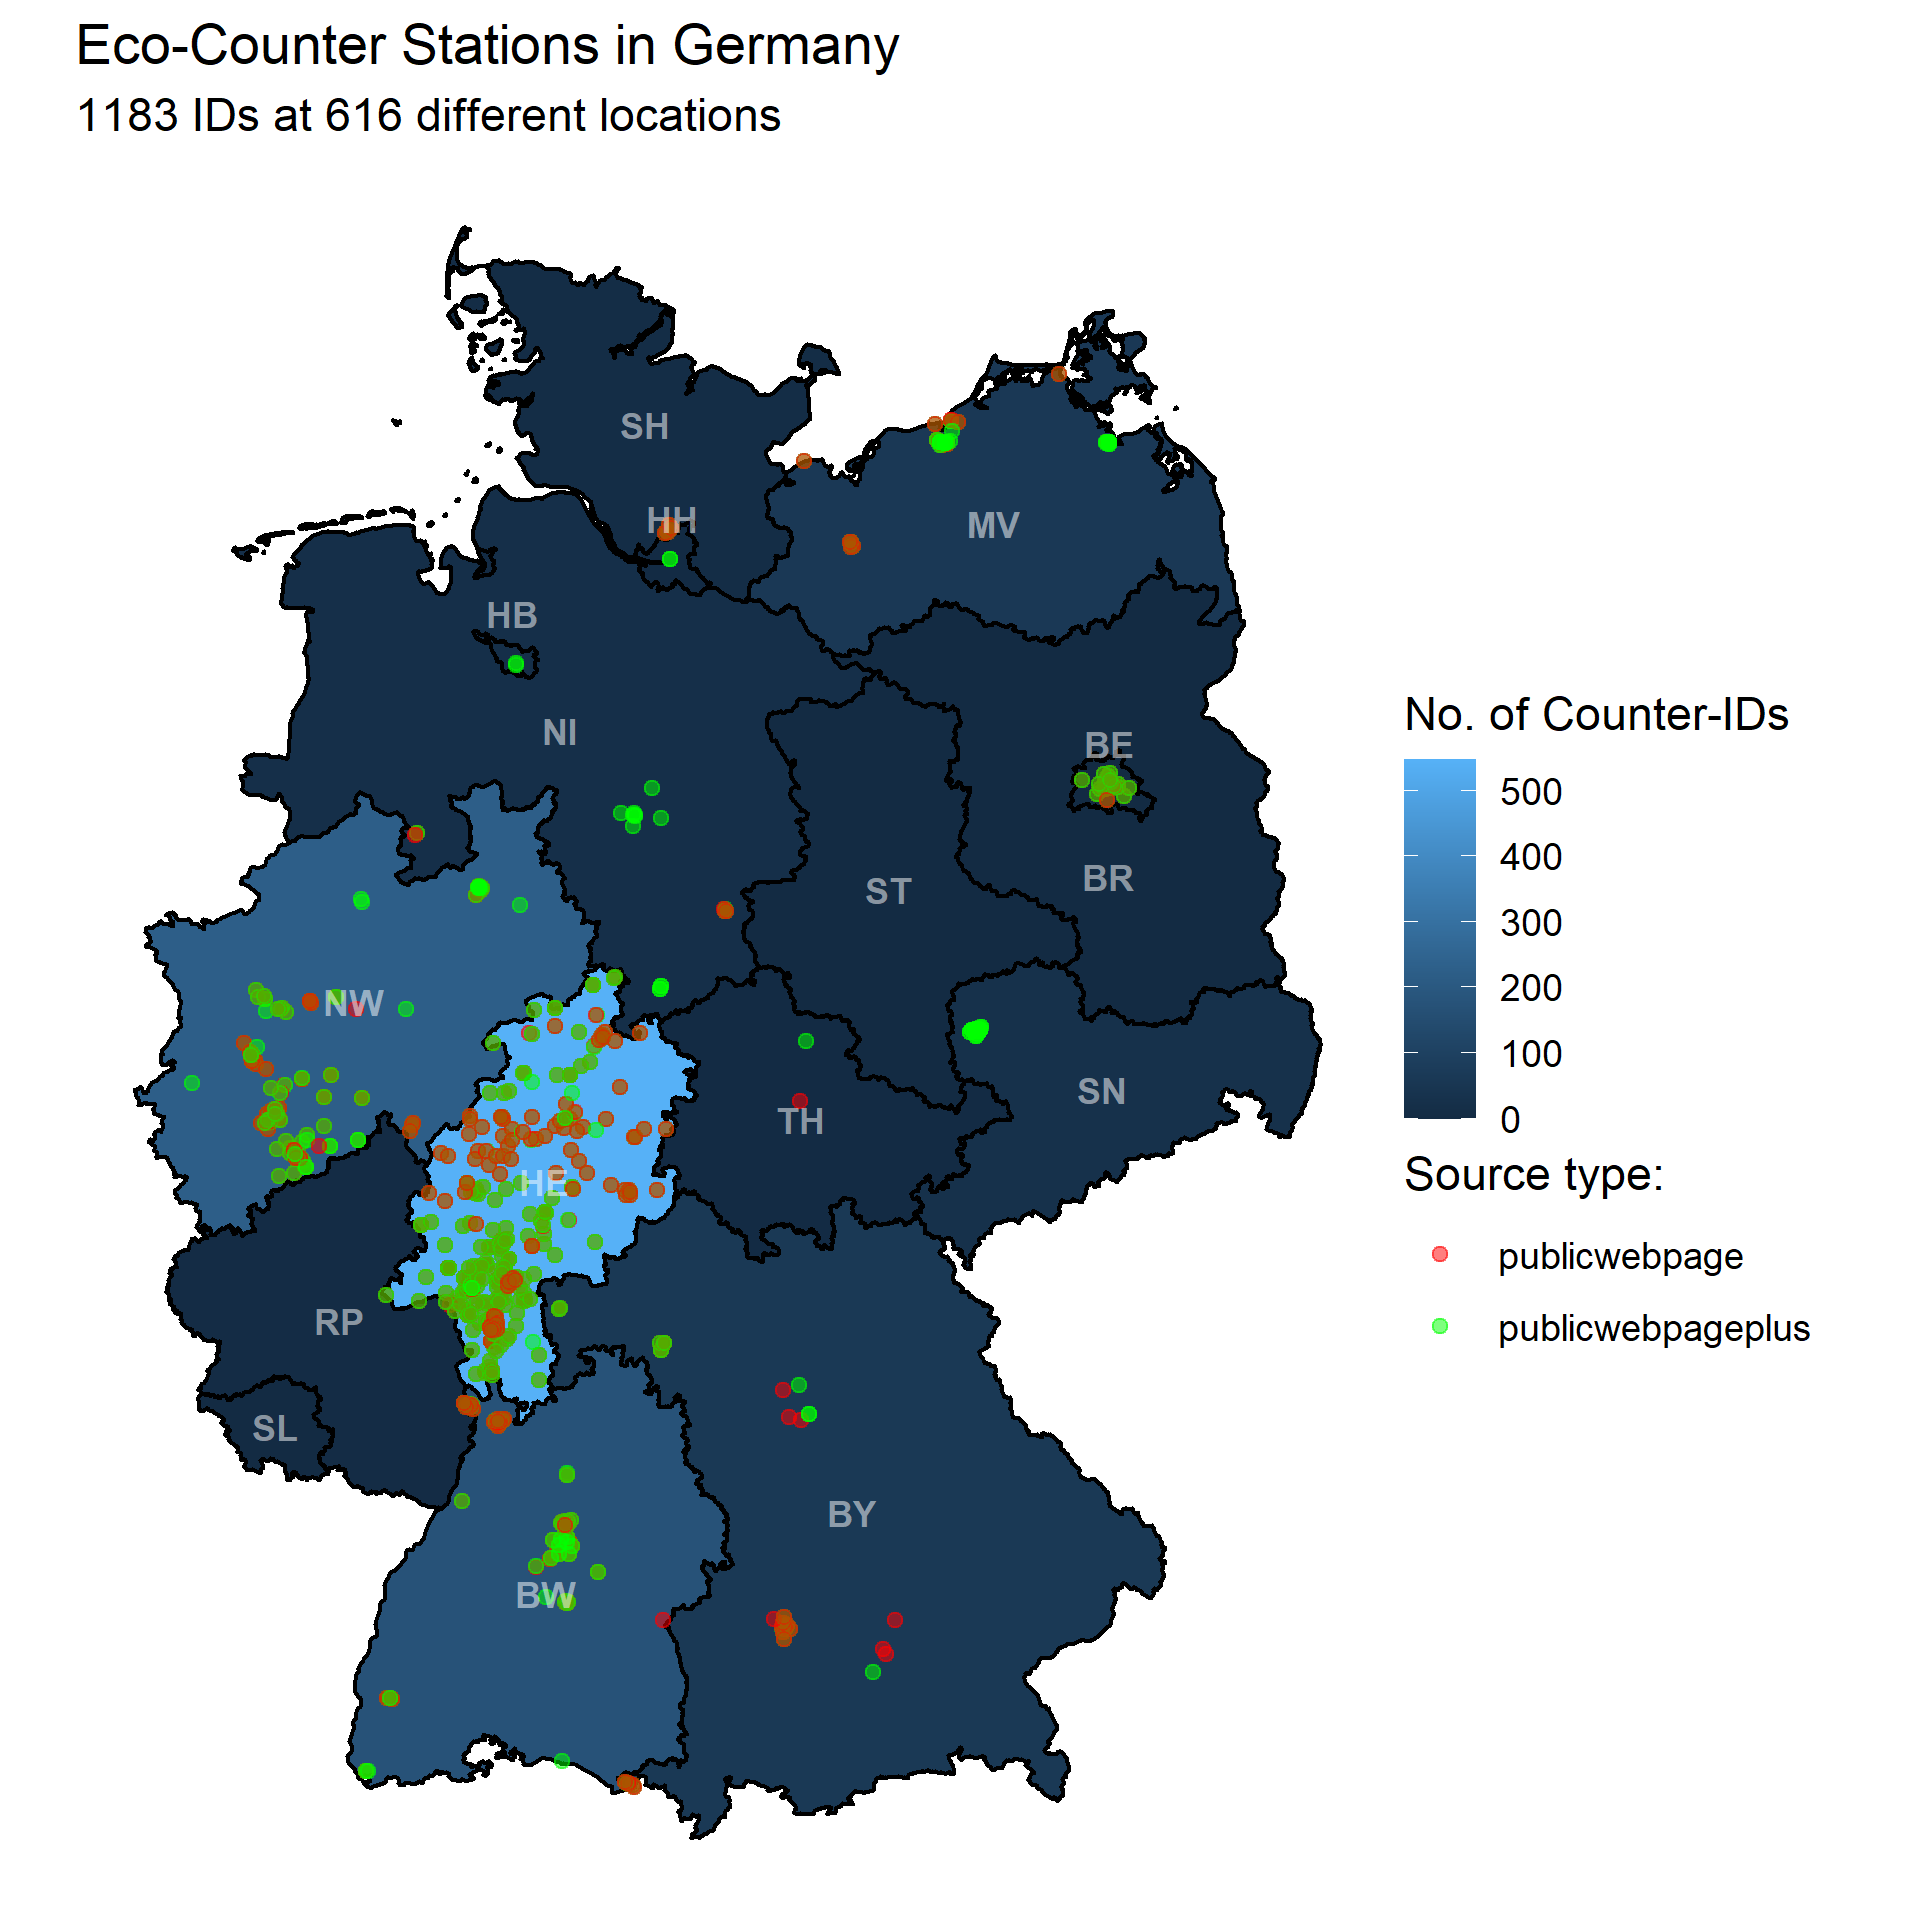 Eco-Counter Stations in Germany
1183 IDs at 616 different locations
SH
HH
MV
HB
NI
BE
BR
ST
NW
SN
TH
HE
RP
SL
BY
BW
No. of Counter-IDs
500
400
300
200
100
0
Source type:
publicwebpage
publicwebpageplus